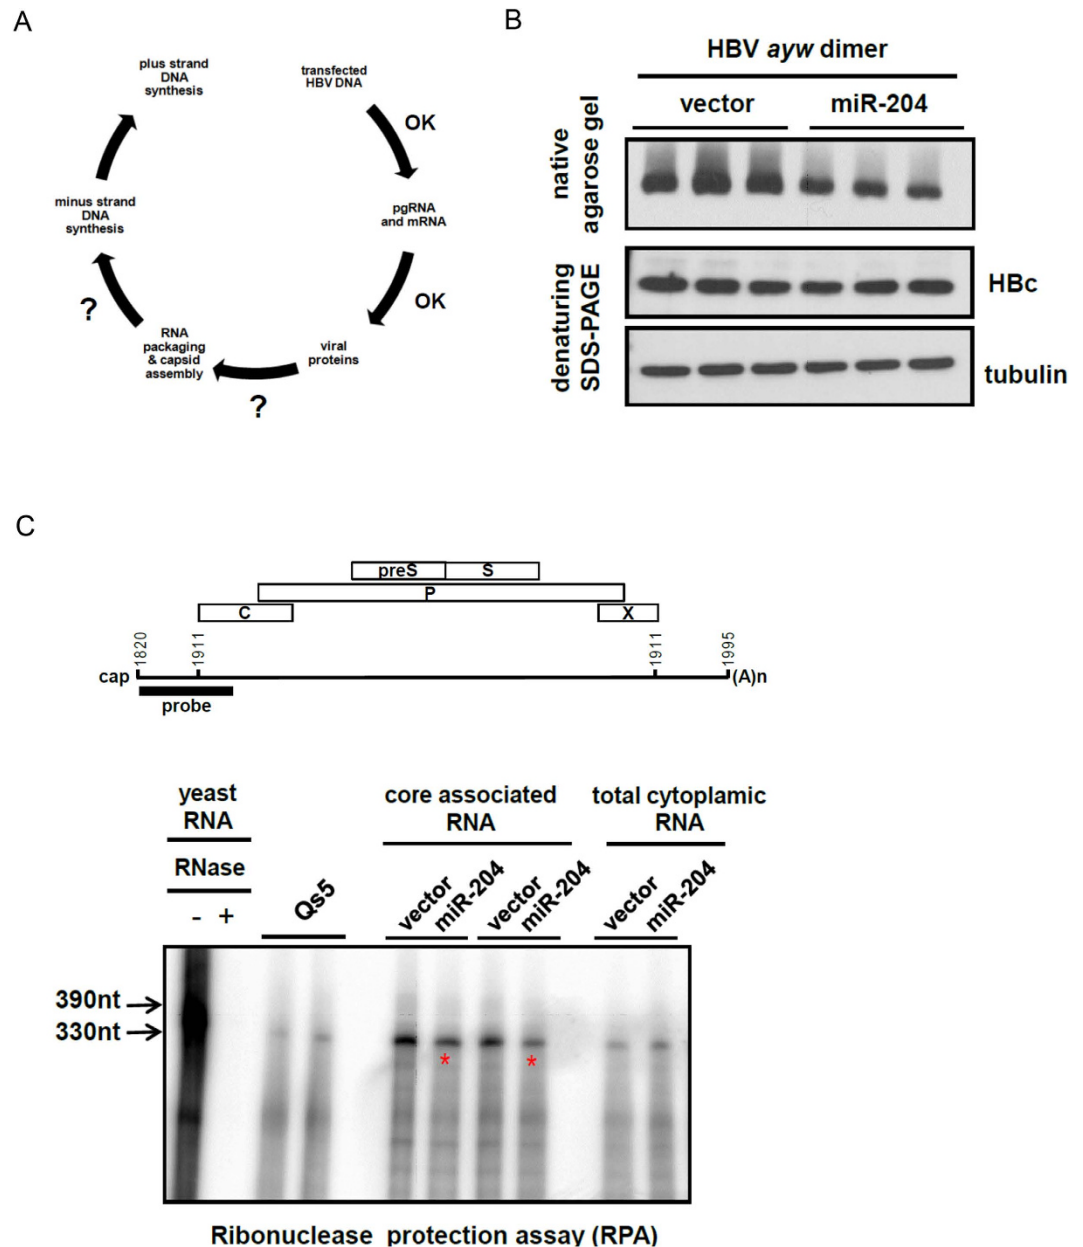 A
plus strand
DNA
synthesis
transfected
HBV DNA
OK
minus strand
DNA
synthesis
pgRNA
and mRNA
OK
?
RNA
packaging
& capsid
assembly
viral
proteins
?
B
HBV ayw dimer
vector
miR-204
native
agarose gel
denaturing
SDS-PAGE
HBc
tubulin
C
preS
S
P
C
X
1820
1911
1911
1995
cap
(A)n
probe
yeast
RNA
core associated
RNA
total cytoplamic
RNA
RNase
- +
Qs5
vector
miR-204
vector
miR-204
vector
miR-204
390nt
330nt
*
*
Ribonuclease protection assay (RPA)